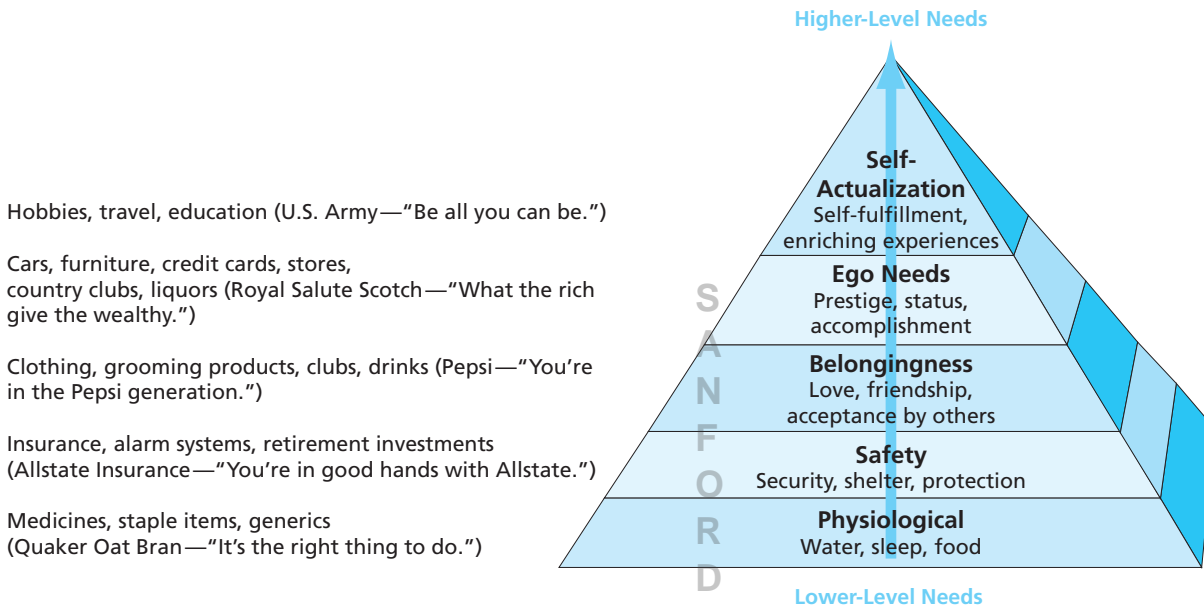 Higher-Level Needs
Self-
Actualization
Self-fulfillment,
enriching experiences
Hobbies, travel, education (U.S. Army—“Be all you can be.”)
Ego Needs
Prestige, status,
accomplishment
Cars, furniture, credit cards, stores,
country clubs, liquors (Royal Salute Scotch—“What the rich
give the wealthy.”)
Belongingness
Love, friendship,
acceptance by others
Clothing, grooming products, clubs, drinks (Pepsi—“You’re
in the Pepsi generation.”)
Safety
Security, shelter, protection
Insurance, alarm systems, retirement investments
(Allstate Insurance—“You’re in good hands with Allstate.”)
Physiological
Water, sleep, food
Medicines, staple items, generics
(Quaker Oat Bran—“It’s the right thing to do.”)
Lower-Level Needs
S
A
N
F
O
R
D